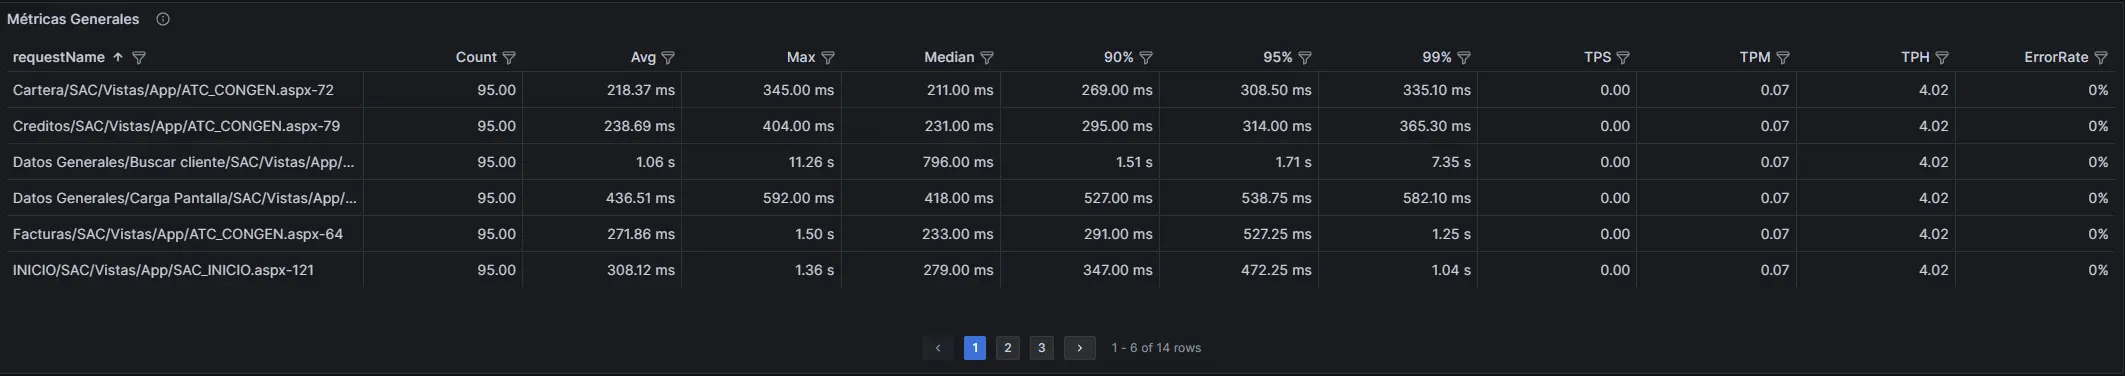 Métricas Generales
requestName Count Avg Max Median 90% 95% 99% TPS TPM TPH ErrorRate
Cartera/SAC/Vistas/App/ATC_CONGEN.aspx-72 95.00 218.37 ms 345.00 ms 211.00 ms 269.00 ms 308.50 ms 335.10 ms 0.00 0.07 4.02 0%
Creditos/SAC/Vistas/App/ATC_CONGEN.aspx-79 95.00 238.69 ms 404.00 ms 231.00 ms 295.00 ms 314.00 ms 365.30 ms 0.00 0.07 4.02 0%
Datos Generales/Buscar cliente/SAC/Vistas/App/... 95.00 1.06 s 11.26 s 796.00 ms 1.51 s 1.71 s 7.35 s 0.00 0.07 4.02 0%
Datos Generales/Carga Pantalla/SAC/Vistas/App/... 95.00 436.51 ms 592.00 ms 418.00 ms 527.00 ms 538.75 ms 582.10 ms 0.00 0.07 4.02 0%
Facturas/SAC/Vistas/App/ATC_CONGEN.aspx-64 95.00 271.86 ms 1.50 s 233.00 ms 291.00 ms 527.25 ms 1.25 s 0.00 0.07 4.02 0%
INICIO/SAC/Vistas/App/SAC_INICIO.aspx-121 95.00 308.12 ms 1.36 s 279.00 ms 347.00 ms 472.25 ms 1.04 s 0.00 0.07 4.02 0%
1 2 3 1 - 6 of 14 rows